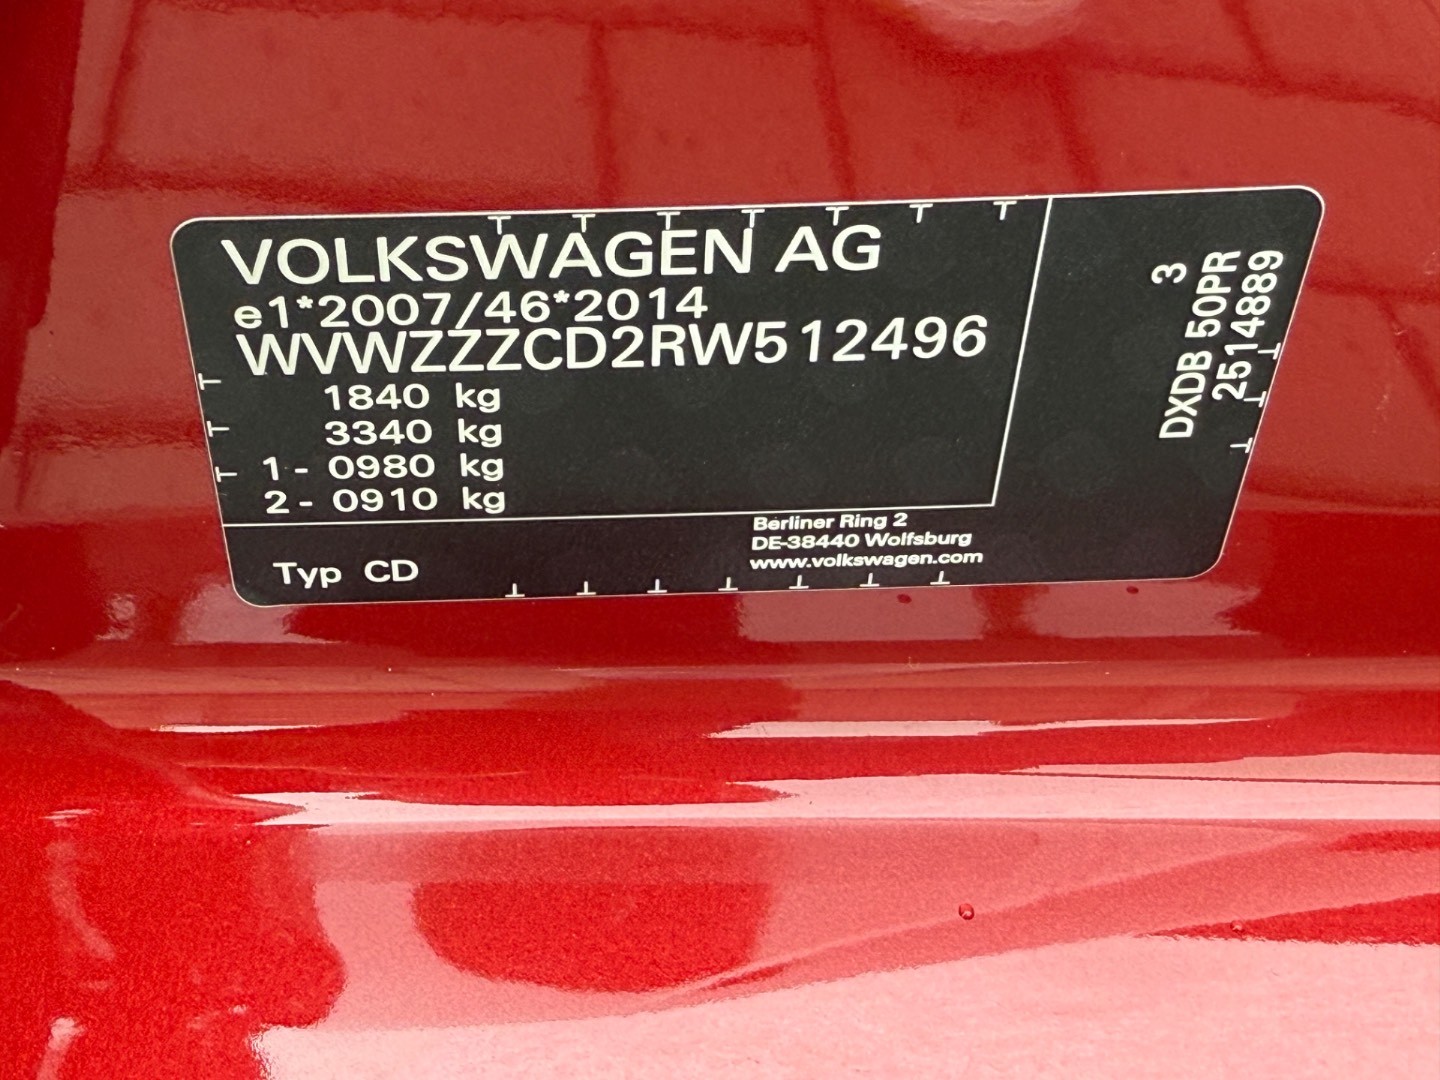 VOLKSWAGEN AG
e1*2007/46*2014
WVWZZZCD2RW512496
1840 kg
3340 kg
1 - 0980 kg
2 - 0910 kg
Typ CD
Berliner Ring 2
DE-38440 Wolfsburg
www.volkswagen.com
3
DXDB 50PR
2514889